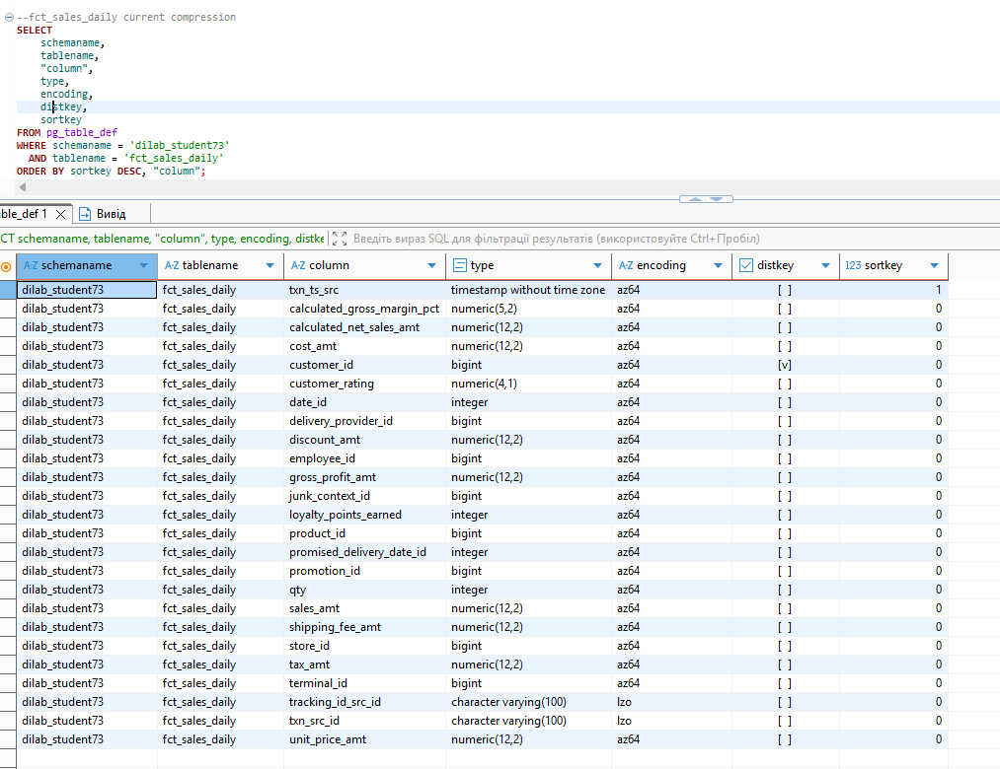 --fct_sales_daily current compression
SELECT
schemaname,
tablename,
"column",
type,
encoding,
distkey,
sortkey
FROM pg_table_def
WHERE schemaname = 'dilab_student73'
AND tablename = 'fct_sales_daily'
ORDER BY sortkey DESC, "column";
ble_def 1 Вивід
CT schemaname, tablename, "column", type, encoding, distke Введіть вираз SQL для фільтрації результатів (використовуйте Ctrl+Пробіл)
A-Z schemaname A-Z tablename A-Z column type A-Z encoding distkey 123 sortkey
dilab_student73 fct_sales_daily txn_ts_src timestamp without time zone az64 [ ] 1
dilab_student73 fct_sales_daily calculated_gross_margin_pct numeric(5,2) az64 [ ] 0
dilab_student73 fct_sales_daily calculated_net_sales_amt numeric(12,2) az64 [ ] 0
dilab_student73 fct_sales_daily cost_amt numeric(12,2) az64 [ ] 0
dilab_student73 fct_sales_daily customer_id bigint az64 [v] 0
dilab_student73 fct_sales_daily customer_rating numeric(4,1) az64 [ ] 0
dilab_student73 fct_sales_daily date_id integer az64 [ ] 0
dilab_student73 fct_sales_daily delivery_provider_id bigint az64 [ ] 0
dilab_student73 fct_sales_daily discount_amt numeric(12,2) az64 [ ] 0
dilab_student73 fct_sales_daily employee_id bigint az64 [ ] 0
dilab_student73 fct_sales_daily gross_profit_amt numeric(12,2) az64 [ ] 0
dilab_student73 fct_sales_daily junk_context_id bigint az64 [ ] 0
dilab_student73 fct_sales_daily loyalty_points_earned integer az64 [ ] 0
dilab_student73 fct_sales_daily product_id bigint az64 [ ] 0
dilab_student73 fct_sales_daily promised_delivery_date_id integer az64 [ ] 0
dilab_student73 fct_sales_daily promotion_id bigint az64 [ ] 0
dilab_student73 fct_sales_daily qty integer az64 [ ] 0
dilab_student73 fct_sales_daily sales_amt numeric(12,2) az64 [ ] 0
dilab_student73 fct_sales_daily shipping_fee_amt numeric(12,2) az64 [ ] 0
dilab_student73 fct_sales_daily store_id bigint az64 [ ] 0
dilab_student73 fct_sales_daily tax_amt numeric(12,2) az64 [ ] 0
dilab_student73 fct_sales_daily terminal_id bigint az64 [ ] 0
dilab_student73 fct_sales_daily tracking_id_src_id character varying(100) lzo [ ] 0
dilab_student73 fct_sales_daily txn_src_id character varying(100) lzo [ ] 0
dilab_student73 fct_sales_daily unit_price_amt numeric(12,2) az64 [ ] 0